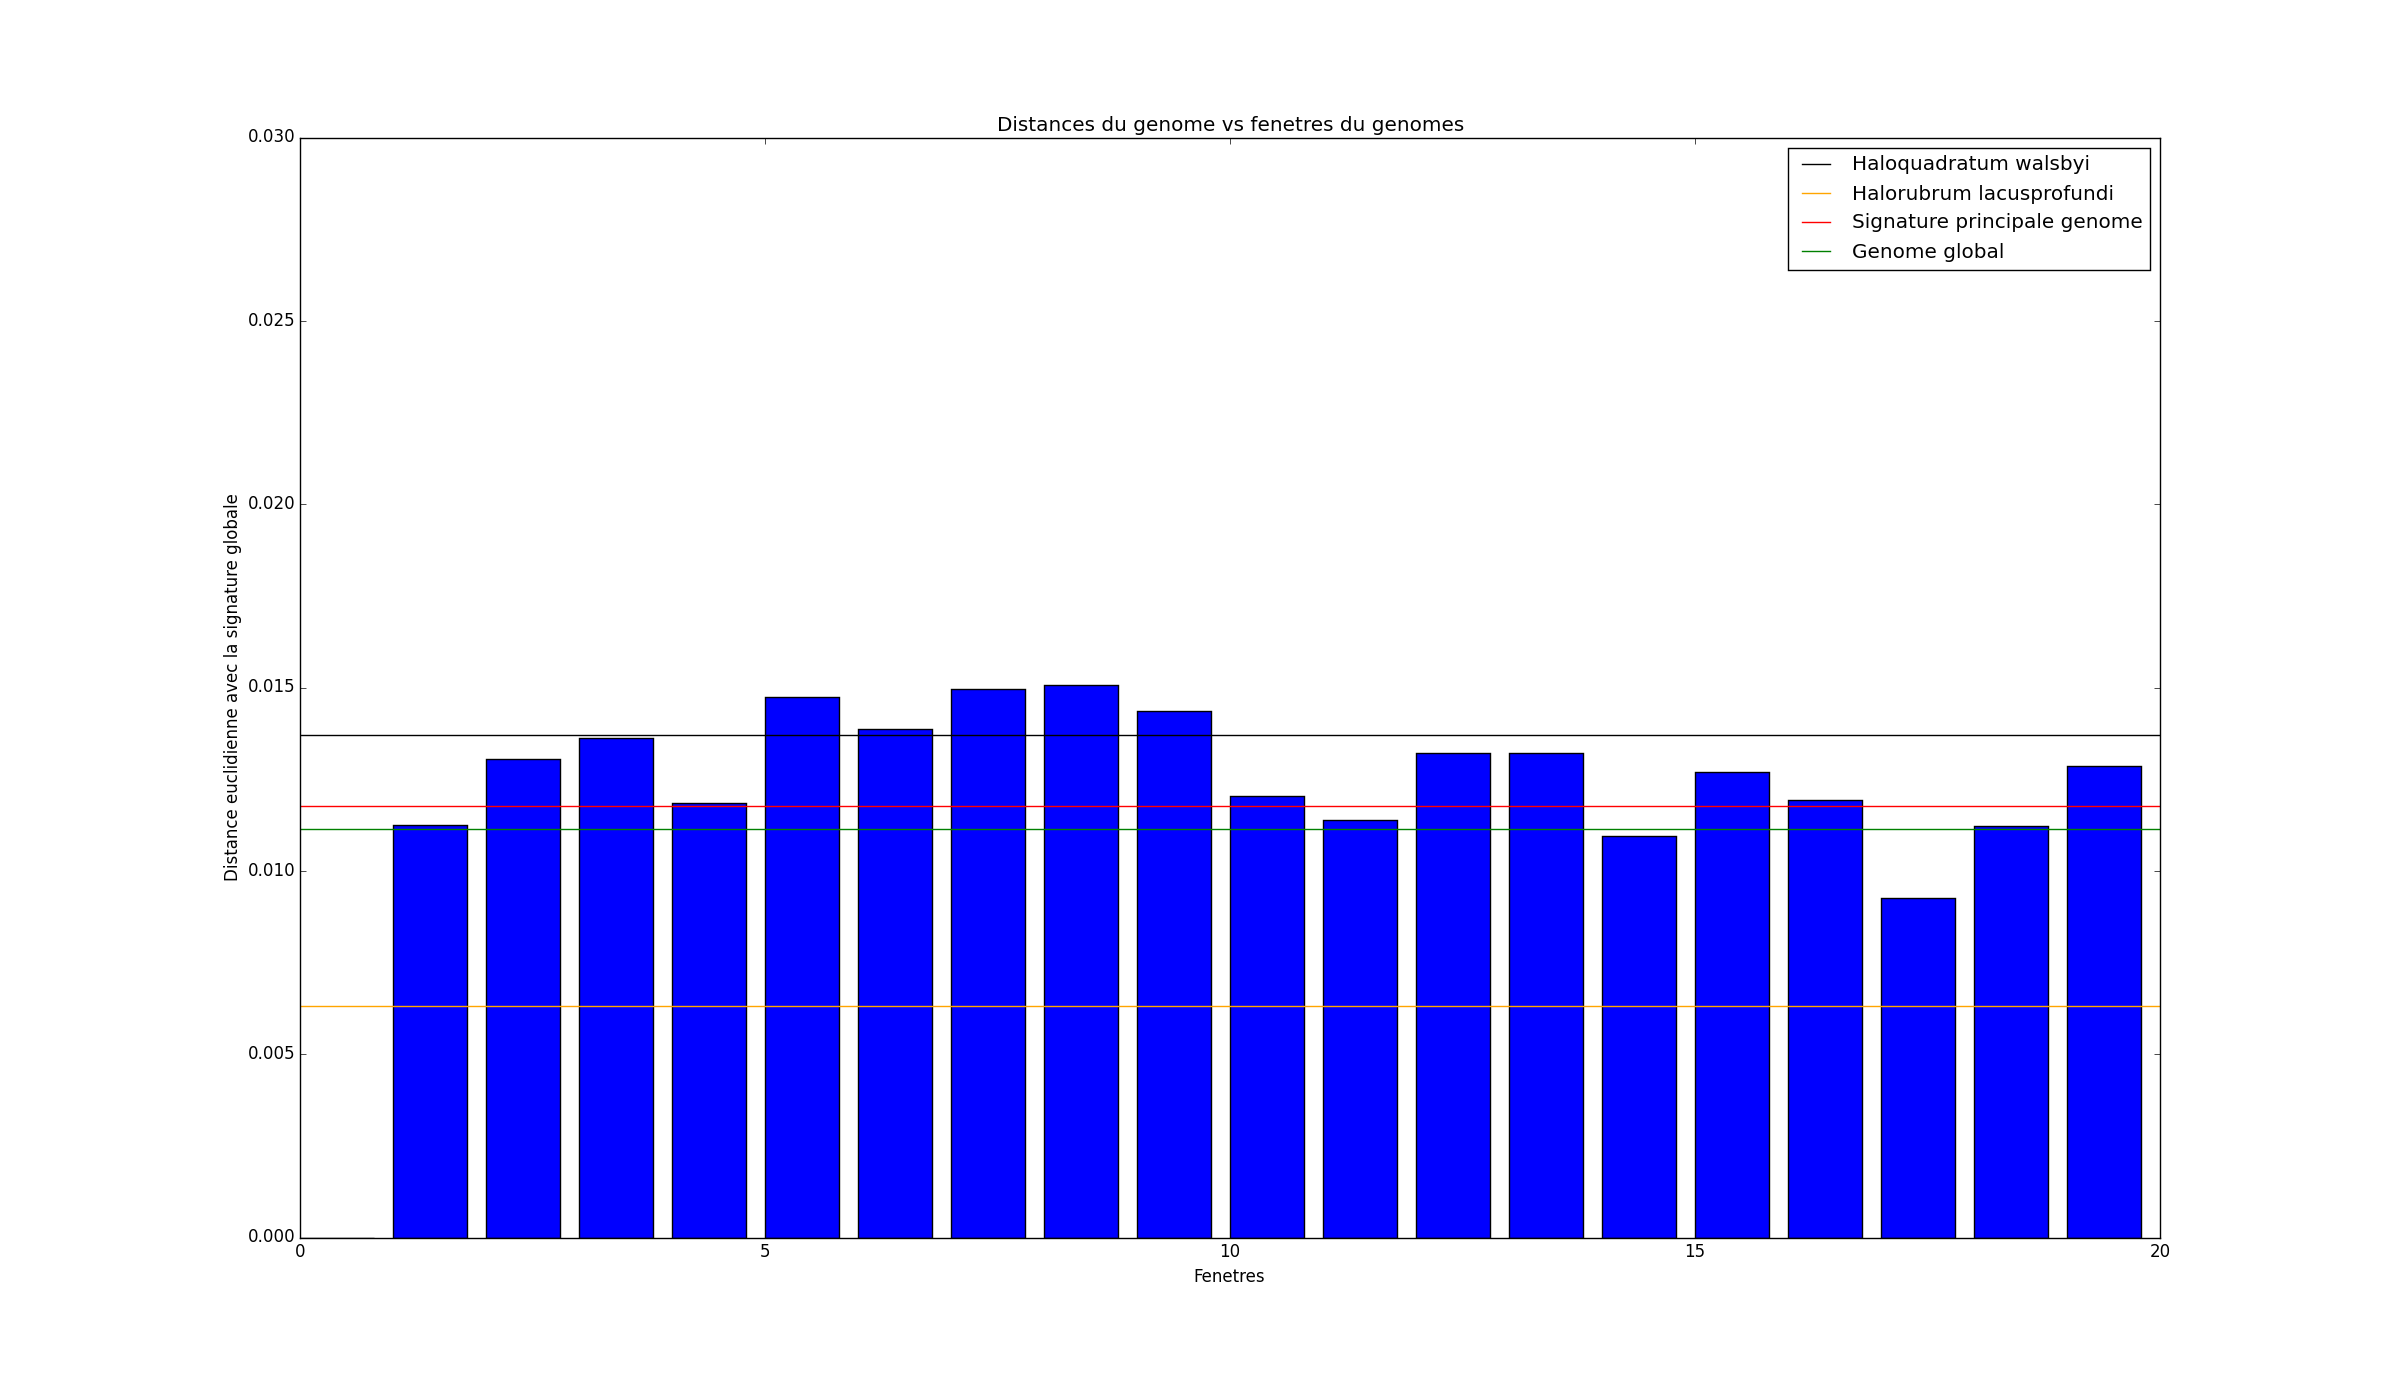 Distances du genome vs fenetres du genomes
Haloquadratum walsbyi
Halorubrum lacusprofundi
Signature principale genome
Genome global
Distance euclidienne avec la signature globale
0.030
0.025
0.020
0.015
0.010
0.005
0.000
0 5 10 15 20
Fenetres